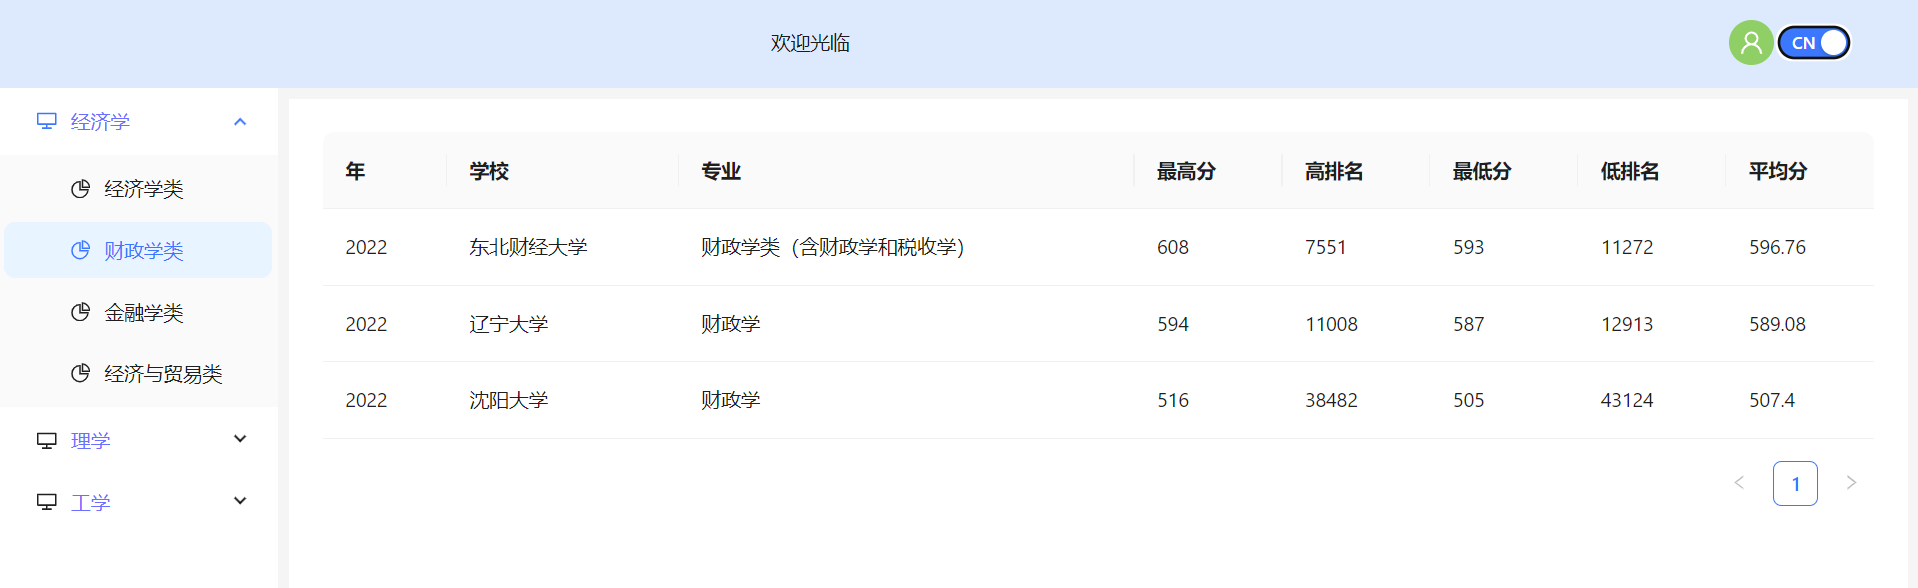 欢迎光临
CN
经济学
经济学类
财政学类
金融学类
经济与贸易类
理学
工学
年 学校 专业 最高分 高排名 最低分 低排名 平均分
2022 东北财经大学 财政学类（含财政学和税收学） 608 7551 593 11272 596.76
2022 辽宁大学 财政学 594 11008 587 12913 589.08
2022 沈阳大学 财政学 516 38482 505 43124 507.4
1